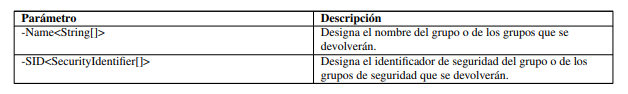 Parámetro Descripción
-Name<String[]> Designa el nombre del grupo o de los grupos que se
devolverán.
-SID<SecurityIdentifier[]> Designa el identificador de seguridad del grupo o de los
grupos de seguridad que se devolverán.